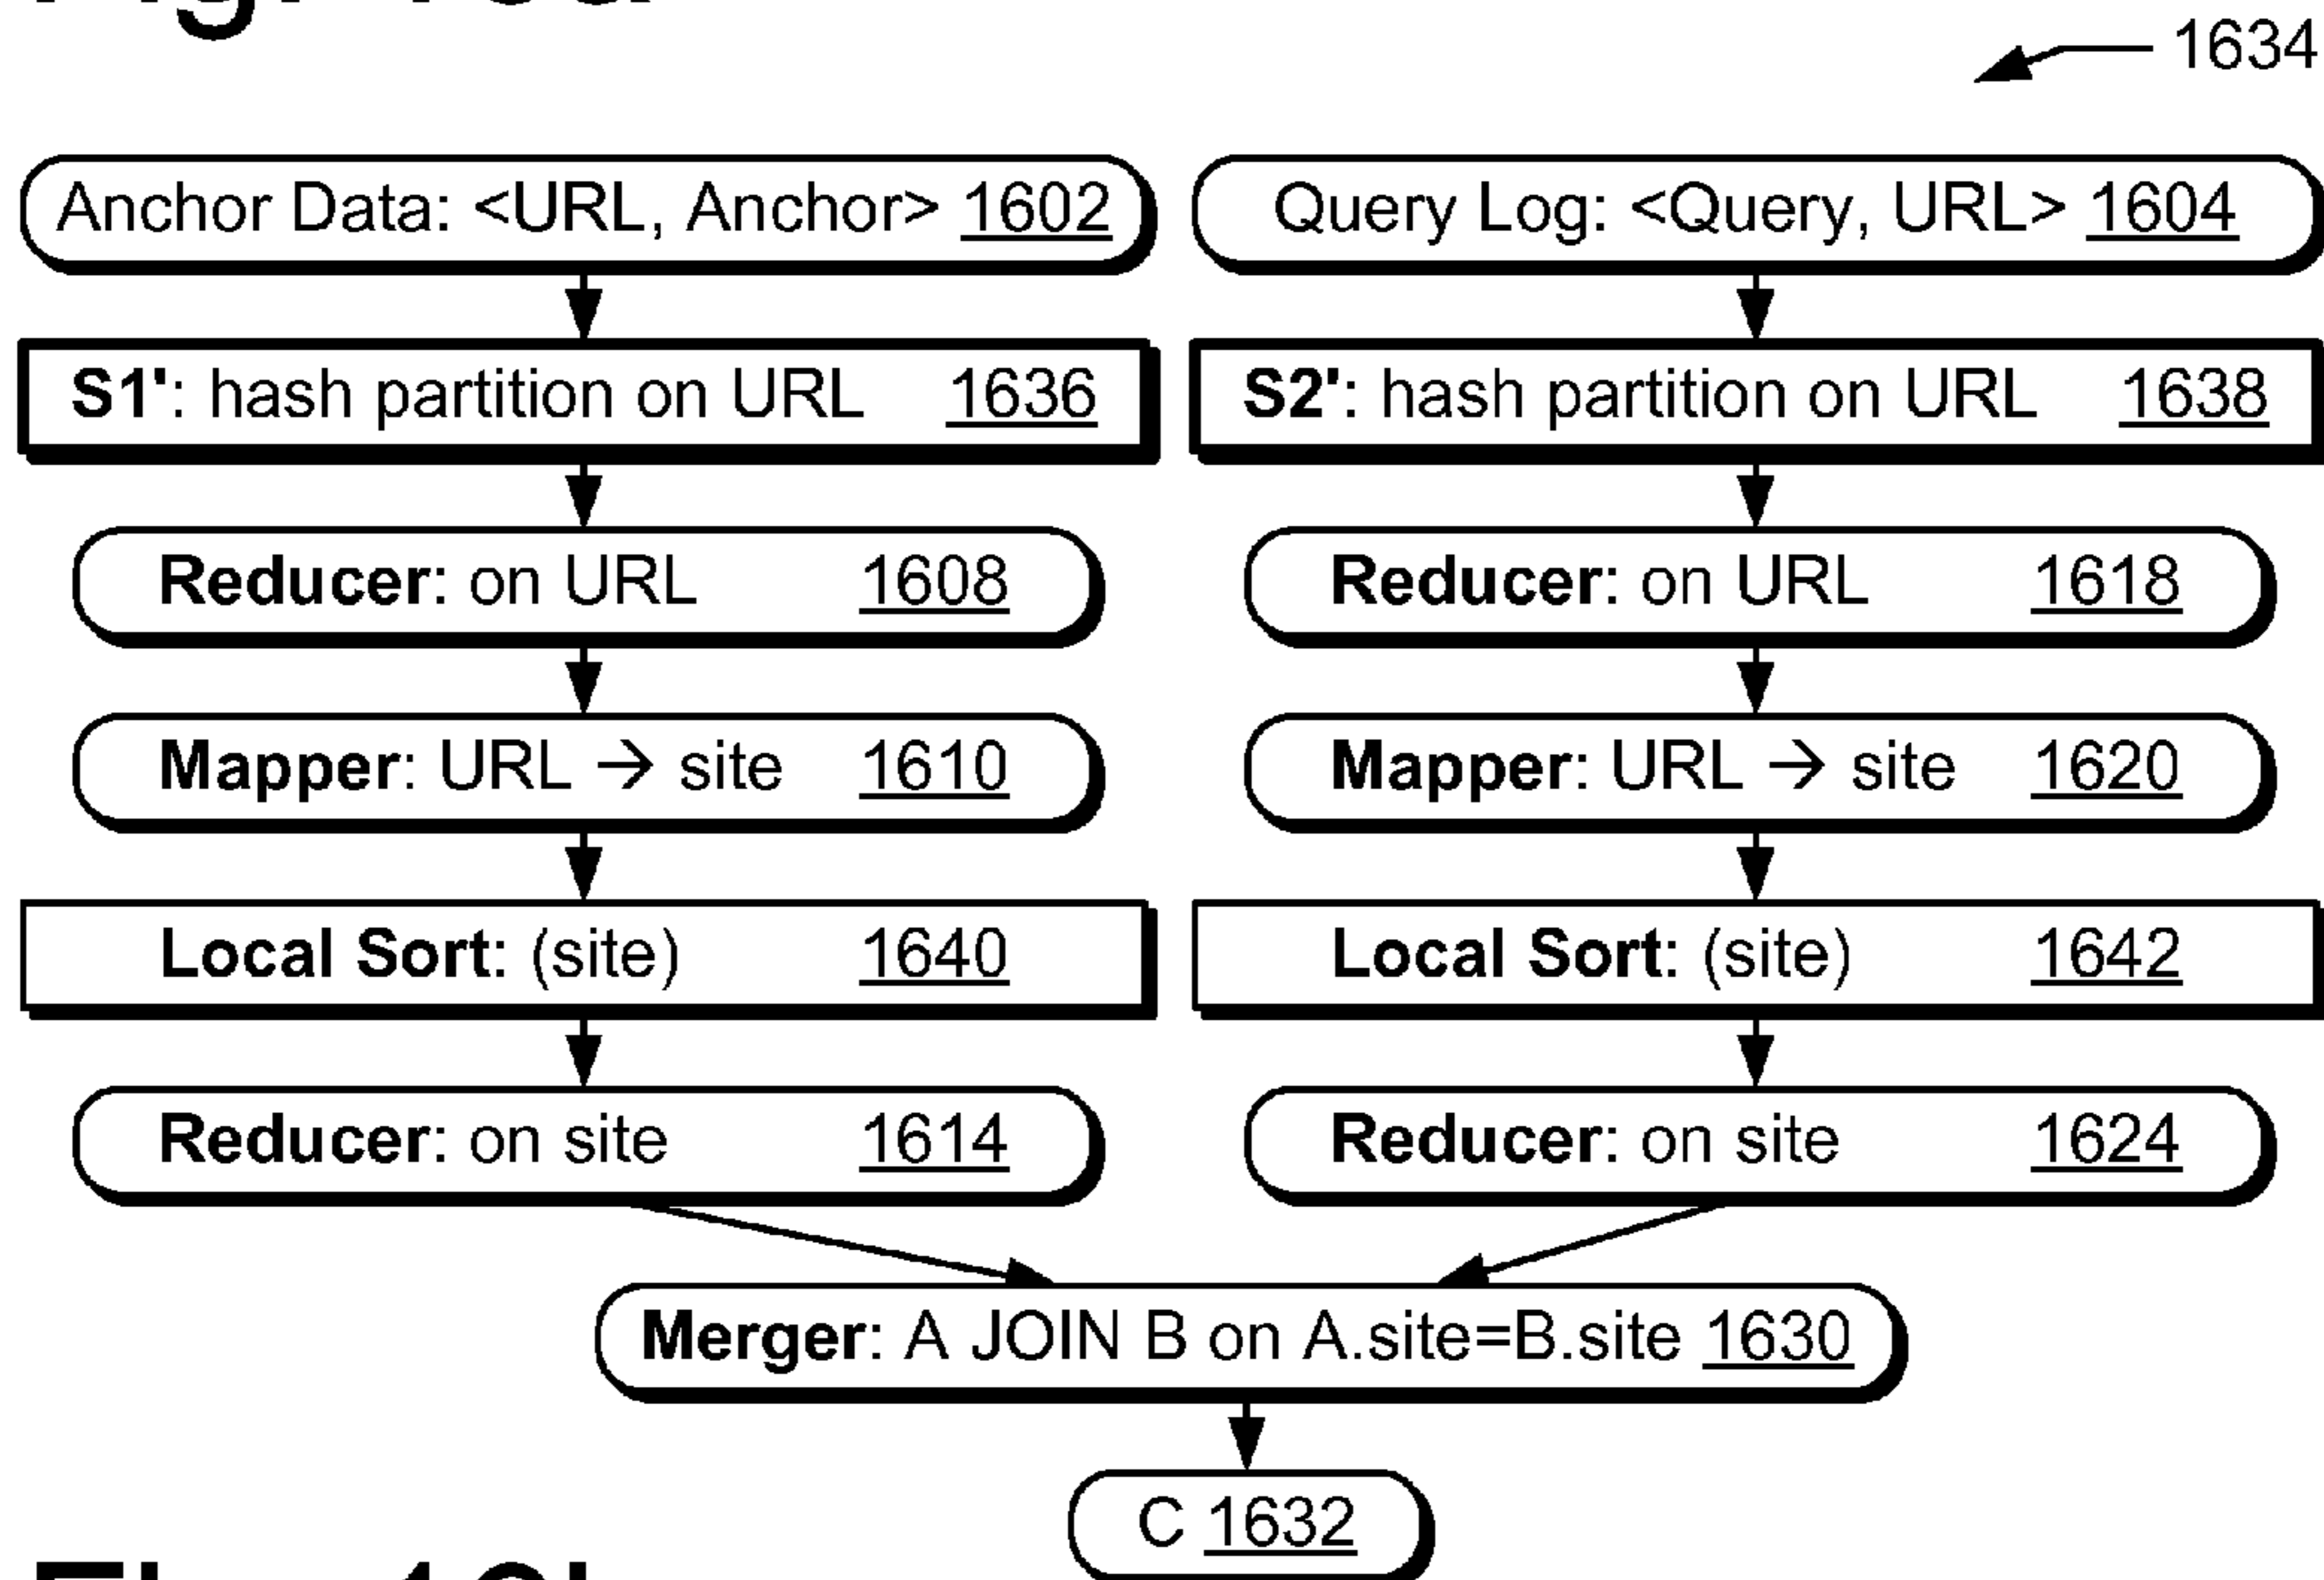 1634
Anchor Data: <URL, Anchor> 1602
Query Log: <Query, URL> 1604
S1': hash partition on URL 1636
S2': hash partition on URL 1638
Reducer: on URL 1608
Reducer: on URL 1618
Mapper: URL → site 1610
Mapper: URL → site 1620
Local Sort: (site) 1640
Local Sort: (site) 1642
Reducer: on site 1614
Reducer: on site 1624
Merger: A JOIN B on A.site=B.site 1630
C 1632